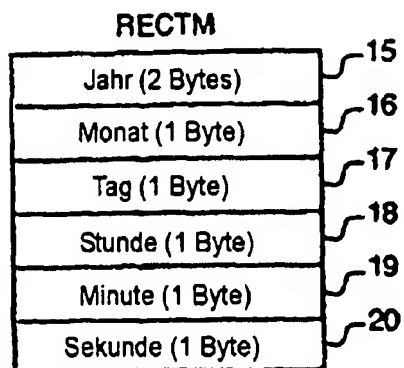 RECTM
Jahr (2 Bytes) 15
Monat (1 Byte) 16
Tag (1 Byte) 17
Stunde (1 Byte) 18
Minute (1 Byte) 19
Sekunde (1 Byte) 20